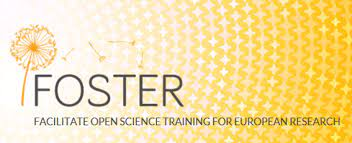 FOSTER
FACILITATE OPEN SCIENCE TRAINING FOR EUROPEAN RESEARCH